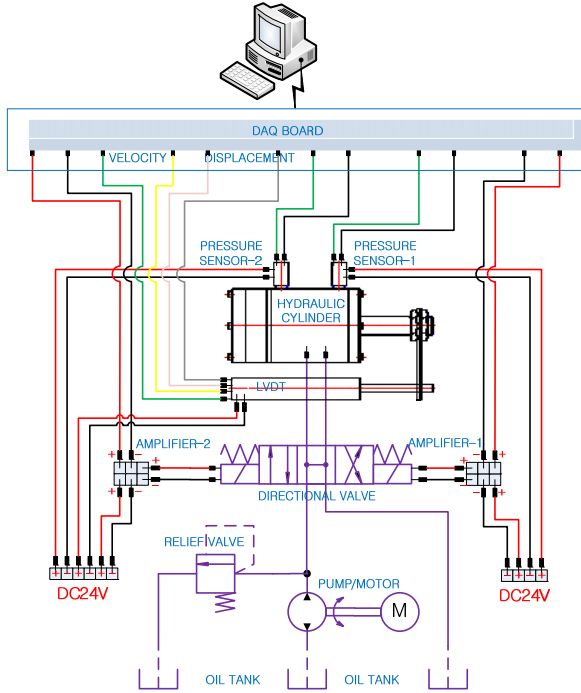 DAQ BOARD
VELOCITY
DISPLACEMENT
PRESSURE
SENSOR-2
PRESSURE
SENSOR-1
HYDRAULIC
CYLINDER
LVDT
AMPLIFIER-2
AMPLIFIER-1
+
-
+
-
+
+
-
+
+
-
DIRECTIONAL VALVE
RELIEF VALVE
PUMP/MOTOR
M
DC24V
DC24V
OIL TANK
OIL TANK